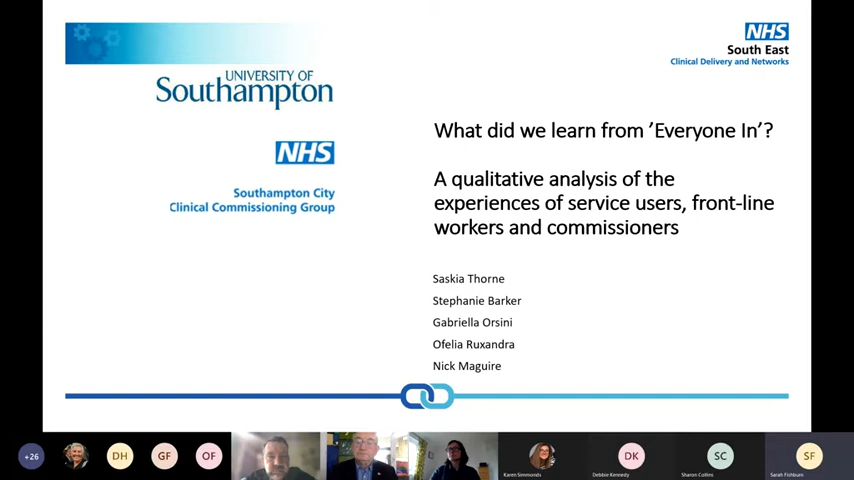 UNIVERSITY OF
Southampton
NHS
Southampton City
Clinical Commissioning Group
NHS
South East
Clinical Delivery and Networks
What did we learn from ’Everyone In’?
A qualitative analysis of the
experiences of service users, front-line
workers and commissioners
Saskia Thorne
Stephanie Barker
Gabriella Orsini
Ofelia Ruxandra
Nick Maguire
+26
DH
GF
OF
Karen Simmonds
DK
Debbie Kennedy
SC
Sharon Collins
SF
Sarah Fishburn